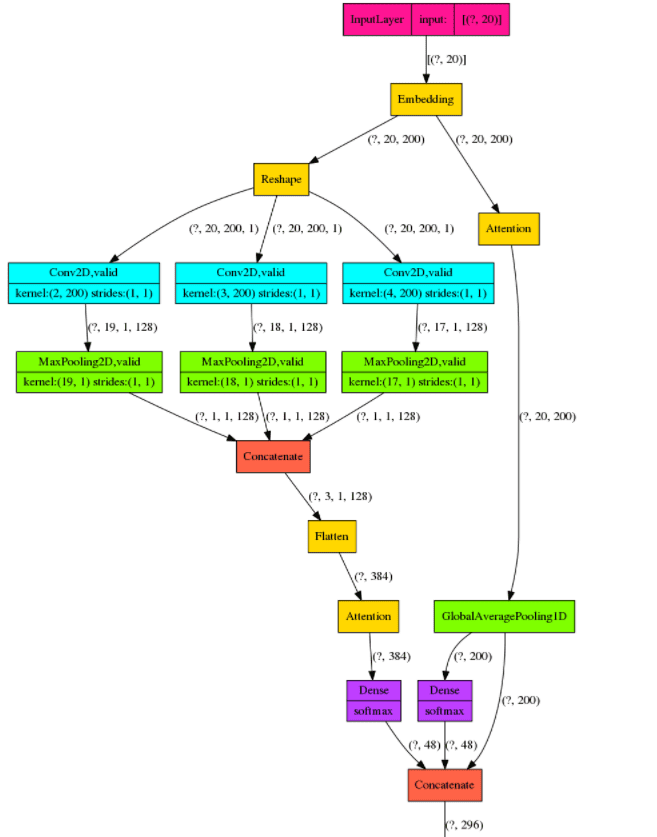 InputLayer input: [(?, 20)]
[(?, 20)]
Embedding
(?, 20, 200) (?, 20, 200)
Reshape
Attention
(?, 20, 200, 1) (?, 20, 200, 1) (?, 20, 200, 1)
Conv2D,valid
kernel:(2, 200) strides:(1, 1)
Conv2D,valid
kernel:(3, 200) strides:(1, 1)
Conv2D,valid
kernel:(4, 200) strides:(1, 1)
(?, 19, 1, 128) (?, 18, 1, 128) (?, 17, 1, 128)
MaxPooling2D,valid
kernel:(19, 1) strides:(1, 1)
MaxPooling2D,valid
kernel:(18, 1) strides:(1, 1)
MaxPooling2D,valid
kernel:(17, 1) strides:(1, 1)
(?, 1, 1, 128) (?, 1, 1, 128) (?, 1, 1, 128)
(?, 20, 200)
Concatenate
(?, 3, 1, 128)
Flatten
(?, 384)
Attention
GlobalAveragePooling1D
(?, 384) (?, 200)
Dense
softmax
Dense
softmax
(?, 200)
(?, 48) (?, 48)
Concatenate
(?, 296)